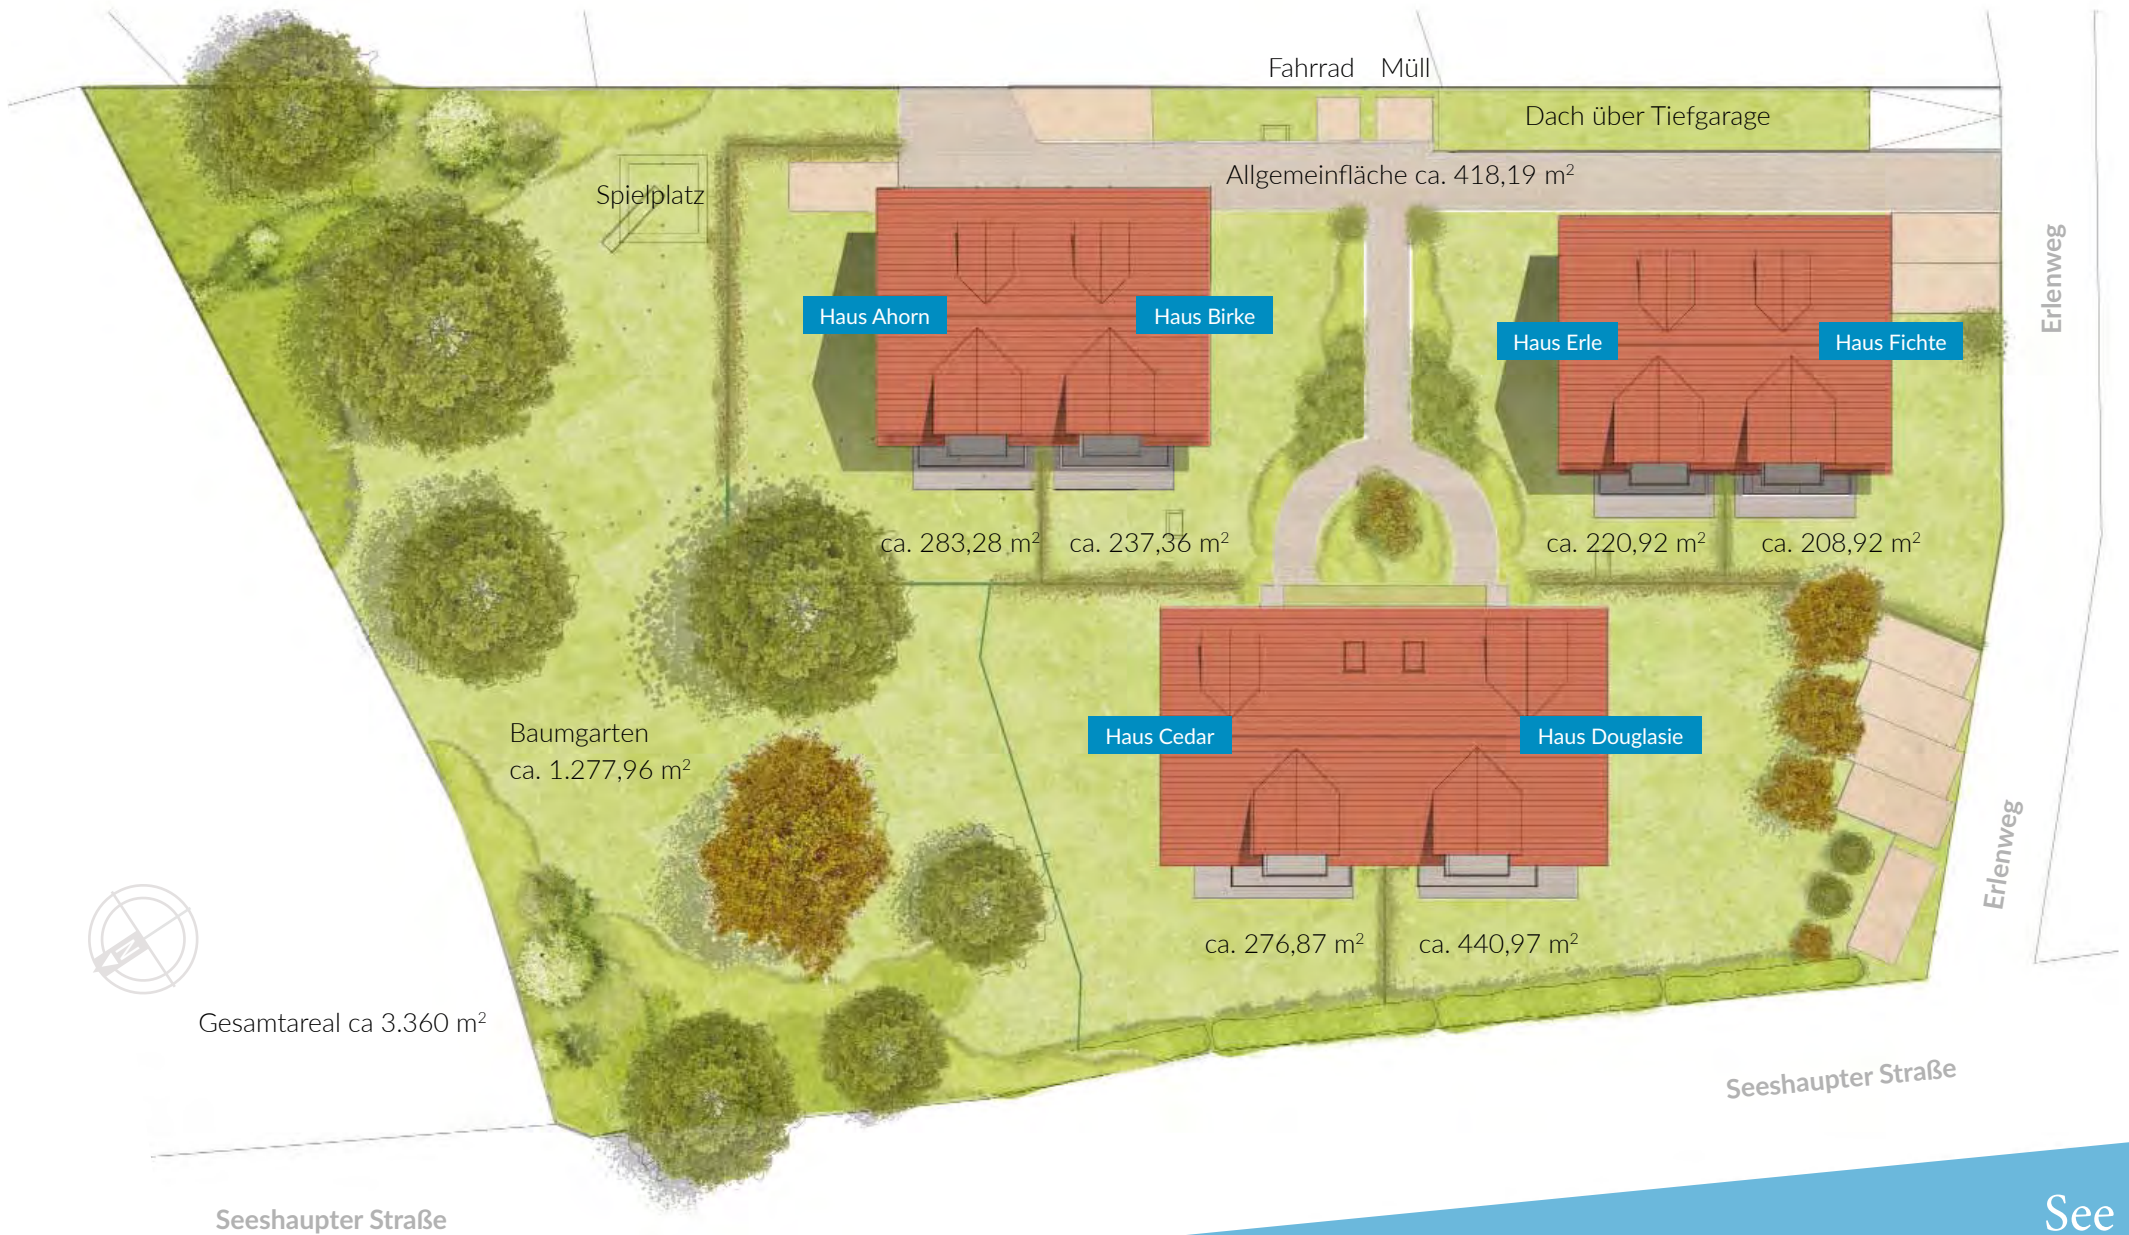 Fahrrad Müll
Dach über Tiefgarage
Allgemeinfläche ca. 418,19 m²
Spielplatz
Erlenweg
Haus Ahorn
Haus Birke
Haus Erle
Haus Fichte
ca. 283,28 m²
ca. 237,36 m²
ca. 220,92 m²
ca. 208,92 m²
Baumgarten
ca. 1.277,96 m²
Haus Cedar
Haus Douglasie
Erlenweg
ca. 276,87 m²
ca. 440,97 m²
N
Gesamtareal ca 3.360 m²
Seeshaupter Straße
Seeshaupter Straße
See